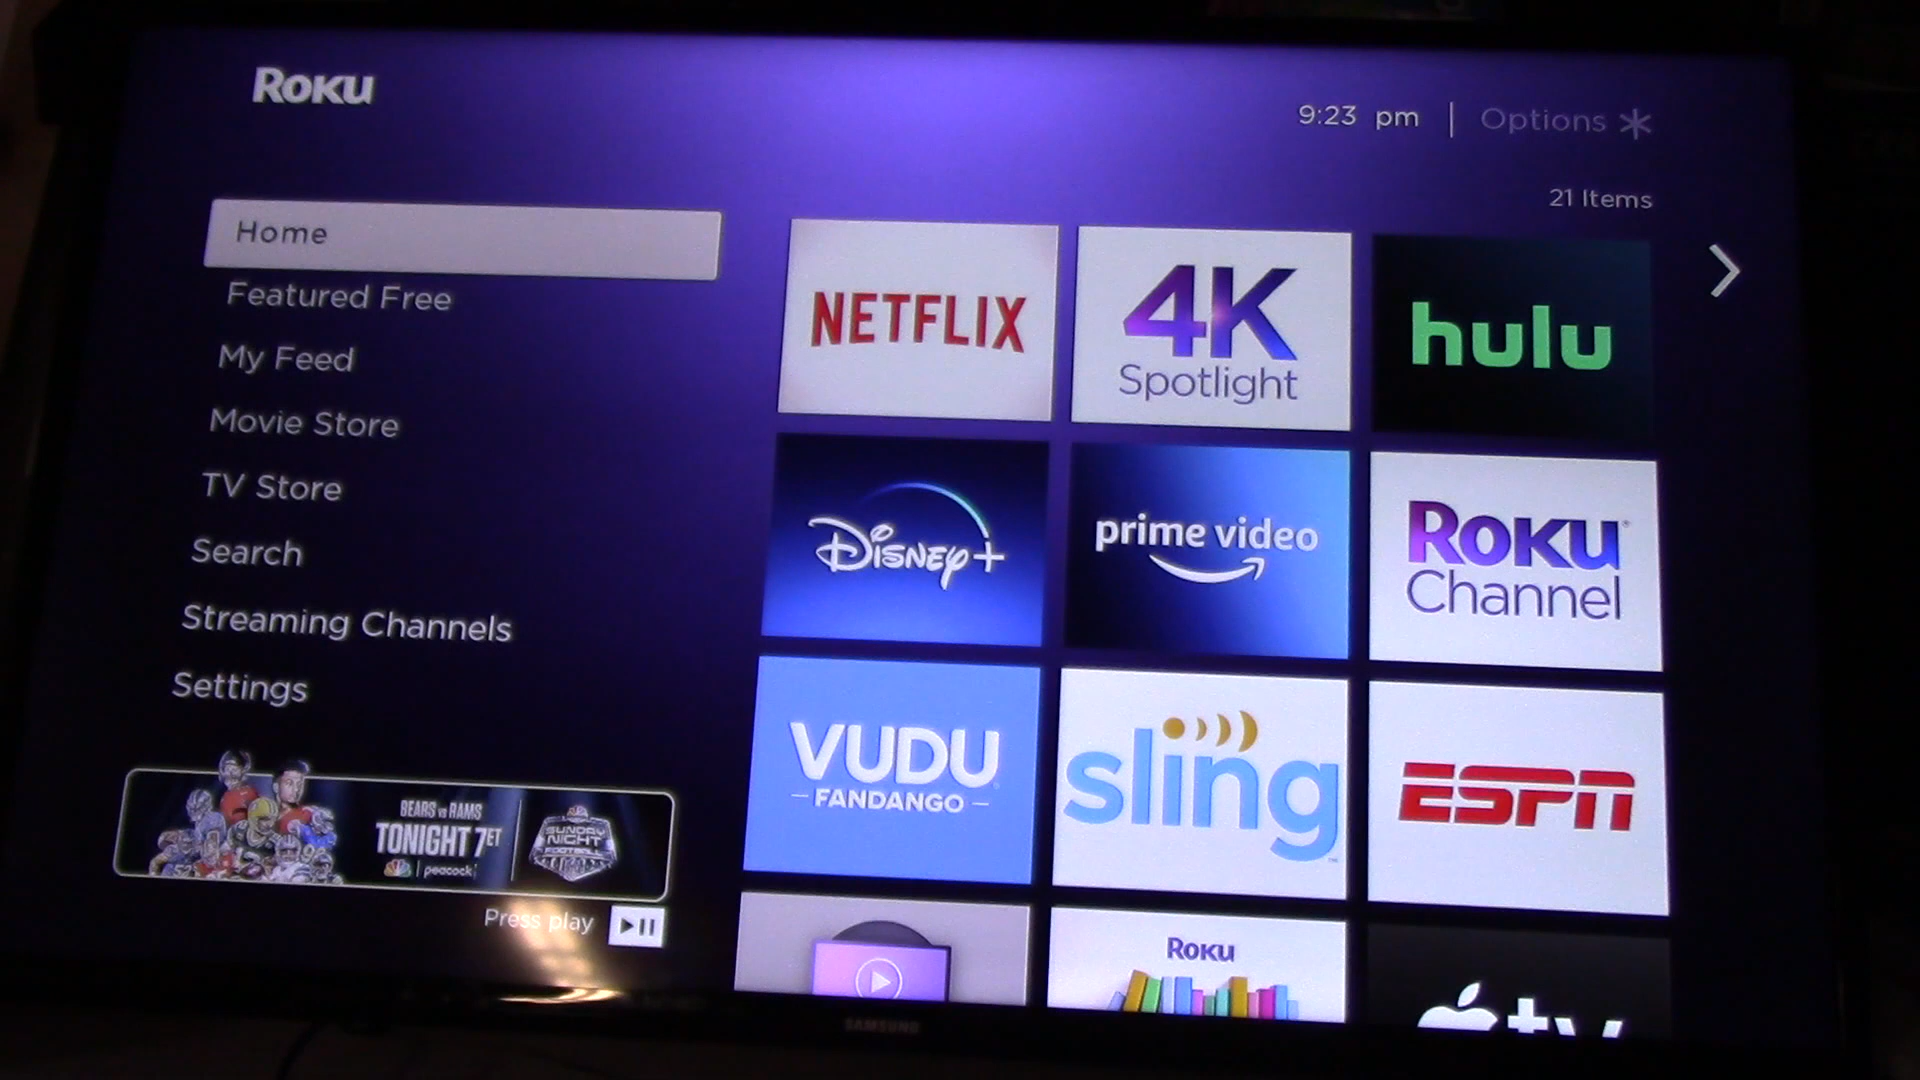 Roku
9:23 pm | Options
21 Items
Home
Featured Free
My Feed
Movie Store
TV Store
Search
Streaming Channels
Settings
NETFLIX
4K
Spotlight
hulu
Disney+
prime video
Roku
Channel
VUDU
FANDANGO
sling
ESPN
Roku
tv
BEARS vs RAMS
TONIGHT 7ET
peacock
SUNDAY
NIGHT
FOOTBALL
Press play
SAMSUNG